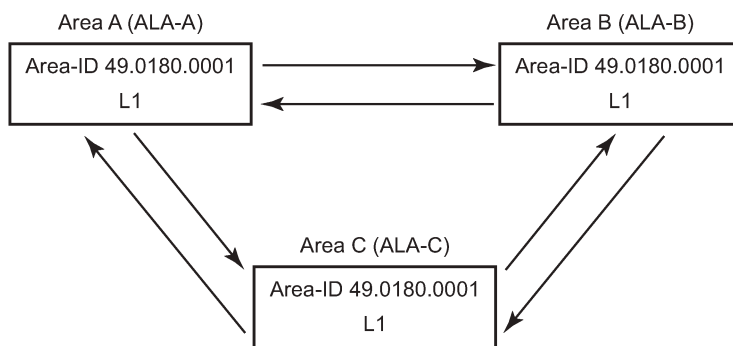 Area A (ALA-A)
Area-ID 49.0180.0001
L1
Area B (ALA-B)
Area-ID 49.0180.0001
L1
Area C (ALA-C)
Area-ID 49.0180.0001
L1